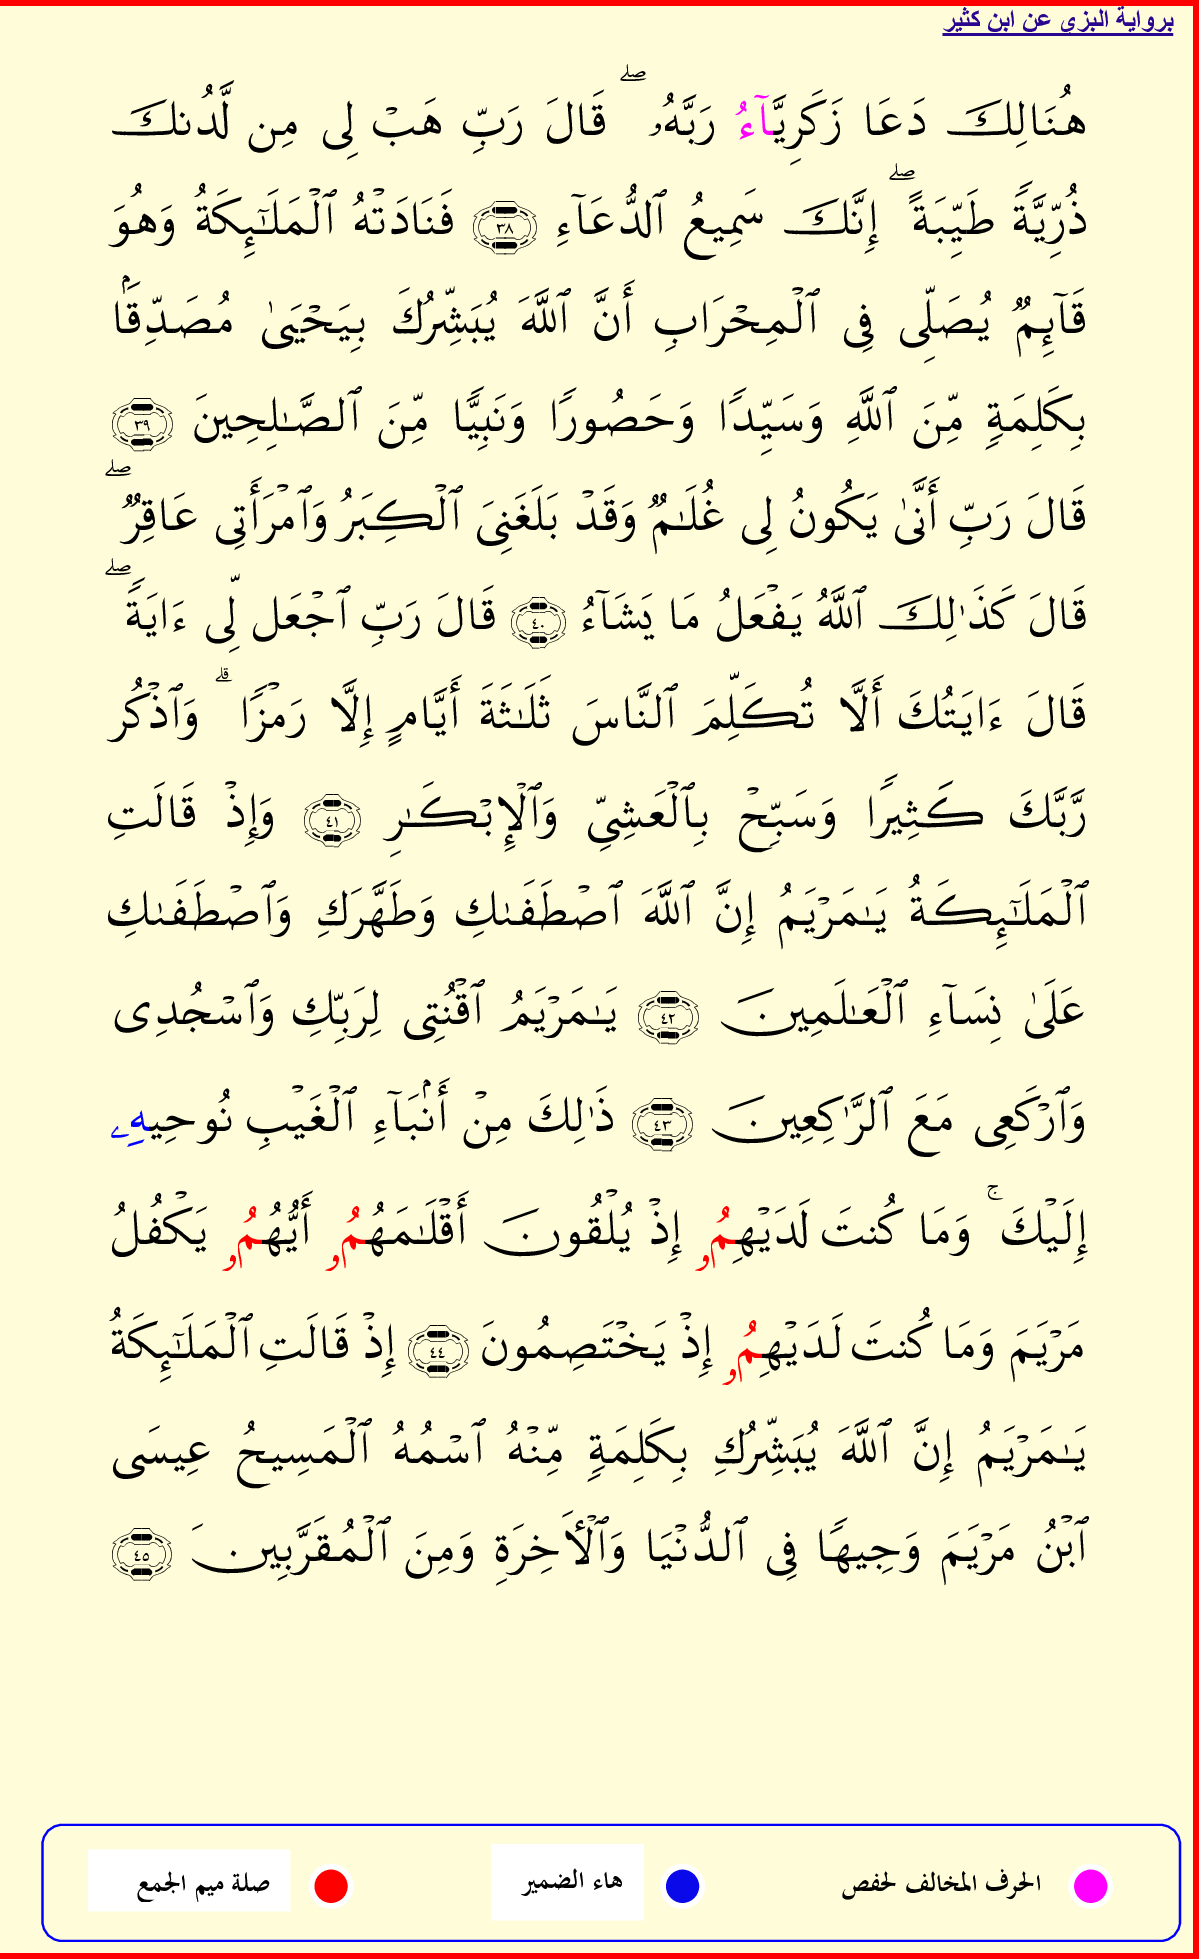 برواية البزي عن ابن كثير
هُنَالِكَ دَعَا زَكَرِيَّآءُ رَبَّهُۥ ۖ قَالَ رَبِّ هَبْ لِى مِن لَّدُنكَ
ذُرِّيَّةً طَيِّبَةً ۖ إِنَّكَ سَمِيعُ ٱلدُّعَآءِ ٣٨ فَنَادَتْهُ ٱلْمَلَـٰٓئِكَةُ وَهُوَ
قَآئِمٌ يُصَلِّى فِى ٱلْمِحْرَابِ أَنَّ ٱللَّهَ يُبَشِّرُكَ بِيَحْيَىٰ مُصَدِّقًۢا
بِكَلِمَةٍ مِّنَ ٱللَّهِ وَسَيِّدًا وَحَصُورًا وَنَبِيًّا مِّنَ ٱلصَّـٰلِحِينَ ٣٩
قَالَ رَبِّ أَنَّىٰ يَكُونُ لِى غُلَـٰمٌ وَقَدْ بَلَغَنِىَ ٱلْكِبَرُ وَٱمْرَأَتِى عَاقِرٌ ۖ
قَالَ كَذَٰلِكَ ٱللَّهُ يَفْعَلُ مَا يَشَآءُ ٤٠ قَالَ رَبِّ ٱجْعَل لِّى ءَايَةً ۖ
قَالَ ءَايَتُكَ أَلَّا تُكَلِّمَ ٱلنَّاسَ ثَلَـٰثَةَ أَيَّامٍ إِلَّا رَمْزًا ۗ وَٱذْكُر
رَّبَّكَ كَثِيرًا وَسَبِّحْ بِٱلْعَشِىِّ وَٱلْإِبْكَـٰرِ ٤١ وَإِذْ قَالَتِ
ٱلْمَلَـٰٓئِكَةُ يَـٰمَرْيَمُ إِنَّ ٱللَّهَ ٱصْطَفَىٰكِ وَطَهَّرَكِ وَٱصْطَفَىٰكِ
عَلَىٰ نِسَآءِ ٱلْعَـٰلَمِينَ ٤٢ يَـٰمَرْيَمُ ٱقْنُتِى لِرَبِّكِ وَٱسْجُدِى
وَٱرْكَعِى مَعَ ٱلرَّٰكِعِينَ ٤٣ ذَٰلِكَ مِنْ أَنۢبَآءِ ٱلْغَيْبِ نُوحِيهِۦ
إِلَيْكَ ۚ وَمَا كُنتَ لَدَيْهِمُۥ إِذْ يُلْقُونَ أَقْلَـٰمَهُمُۥ أَيُّهُمُۥ يَكْفُلُ
مَرْيَمَ وَمَا كُنتَ لَدَيْهِمُۥ إِذْ يَخْتَصِمُونَ ٤٤ إِذْ قَالَتِ ٱلْمَلَـٰٓئِكَةُ
يَـٰمَرْيَمُ إِنَّ ٱللَّهَ يُبَشِّرُكِ بِكَلِمَةٍ مِّنْهُ ٱسْمُهُ ٱلْمَسِيحُ عِيسَى
ٱبْنُ مَرْيَمَ وَجِيهًا فِى ٱلدُّنْيَا وَٱلْأَخِرَةِ وَمِنَ ٱلْمُقَرَّبِينَ ٤٥
الحرف المخالف لحفص هاء الضمير صلة ميم الجمع